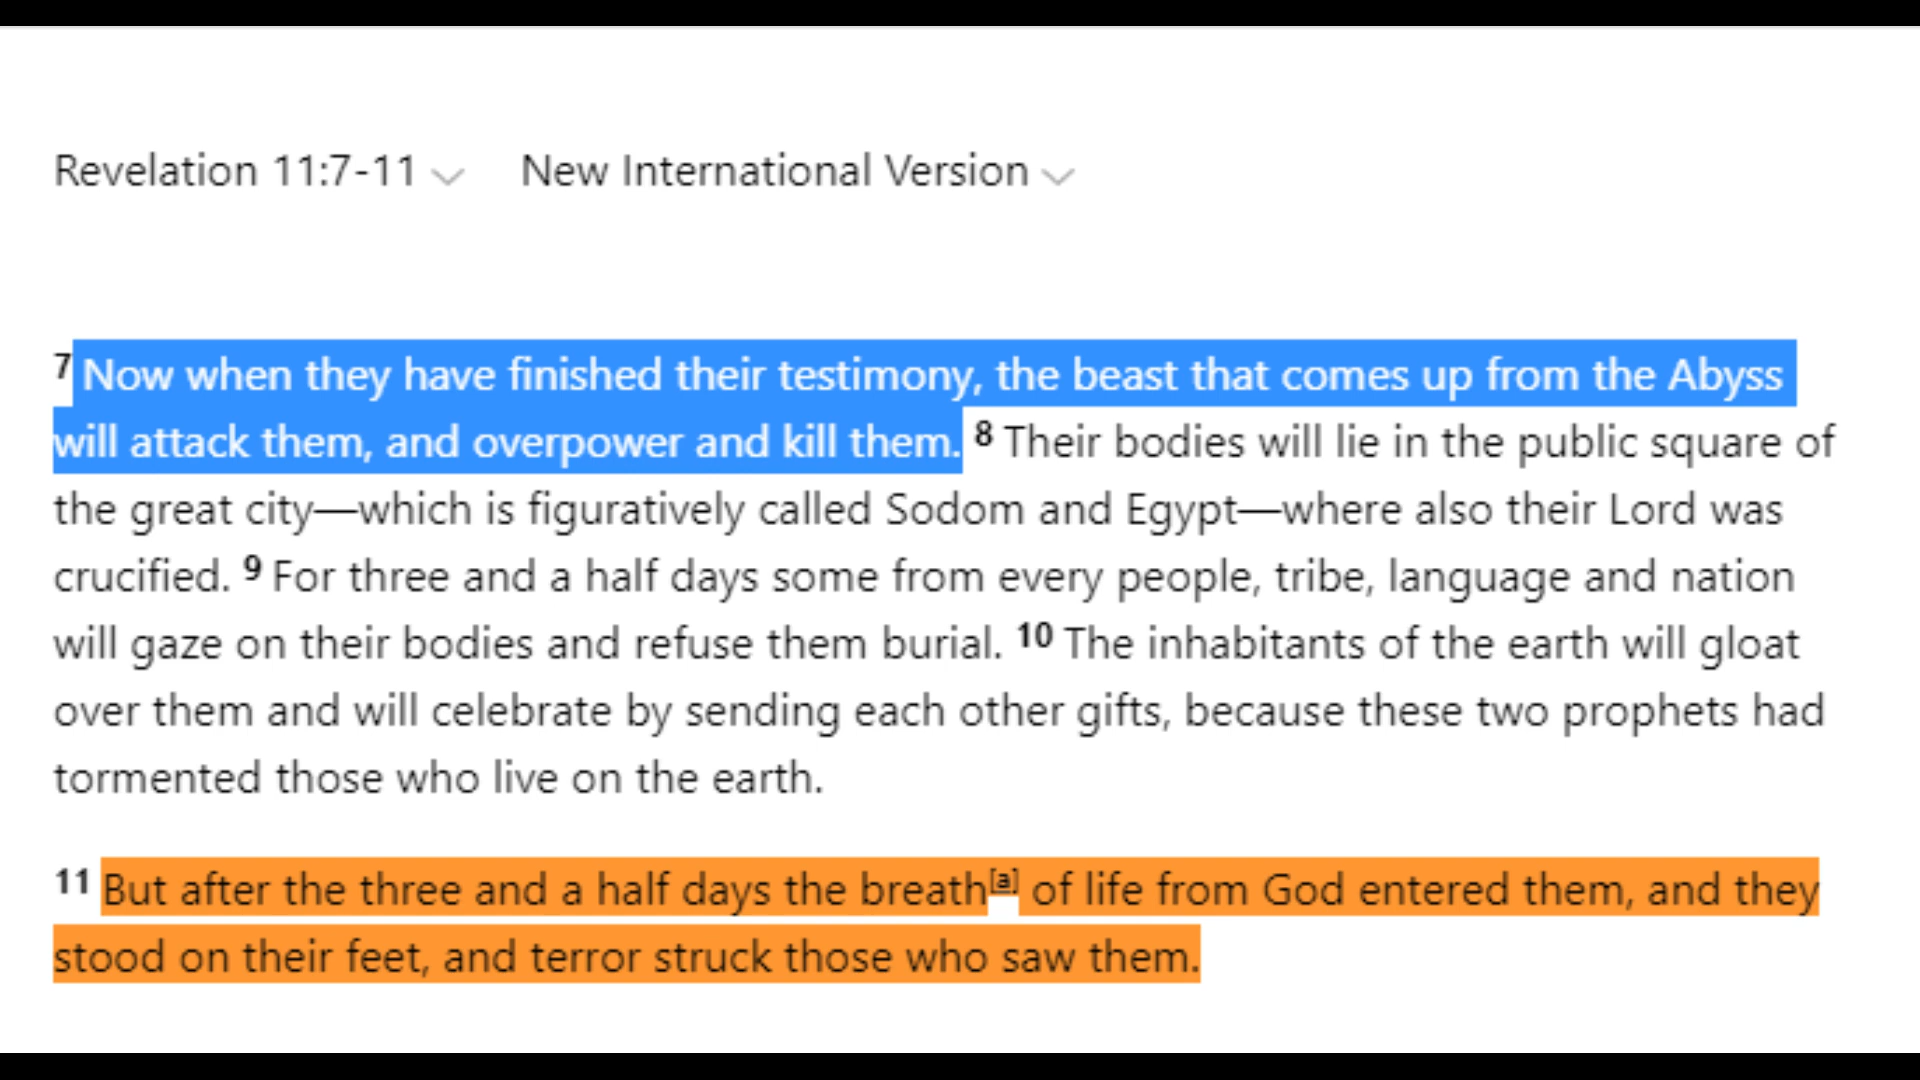 Revelation 11:7-11 New International Version
7 Now when they have finished their testimony, the beast that comes up from the Abyss
will attack them, and overpower and kill them. 8 Their bodies will lie in the public square of
the great city—which is figuratively called Sodom and Egypt—where also their Lord was
crucified. 9 For three and a half days some from every people, tribe, language and nation
will gaze on their bodies and refuse them burial. 10 The inhabitants of the earth will gloat
over them and will celebrate by sending each other gifts, because these two prophets had
tormented those who live on the earth.
11 But after the three and a half days the breath[a] of life from God entered them, and they
stood on their feet, and terror struck those who saw them.